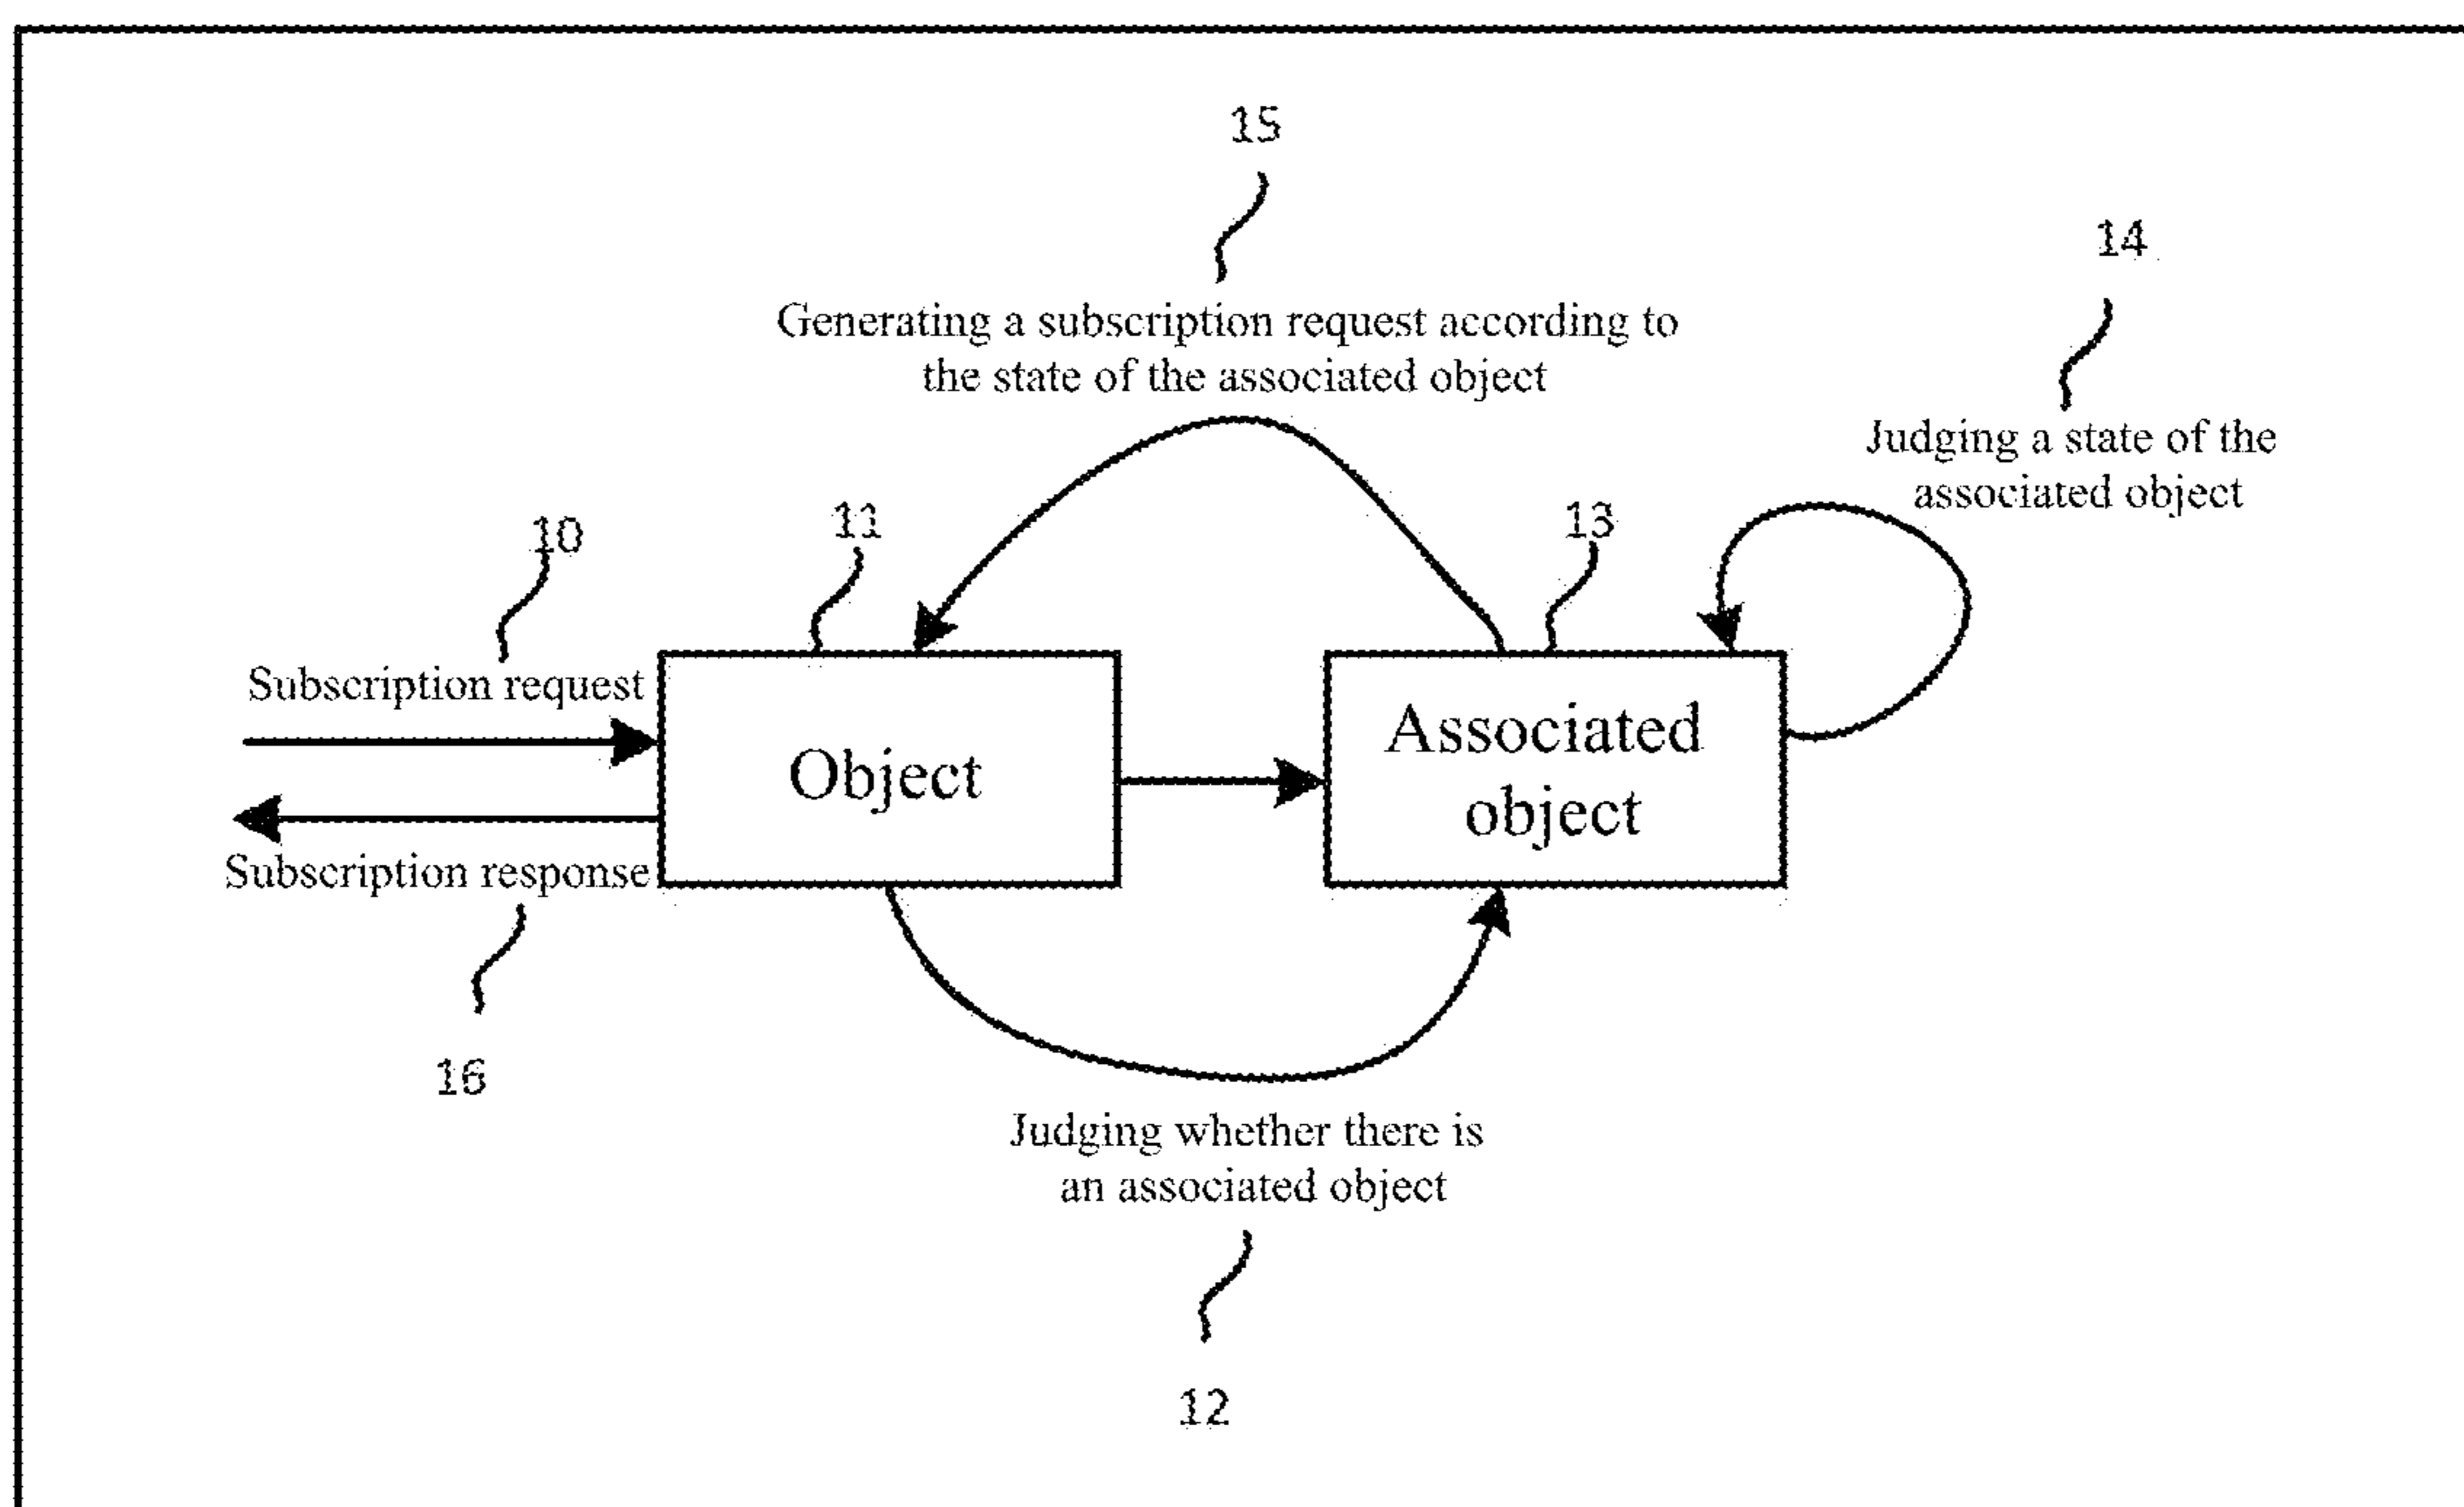 15
14
Generating a subscription request according to
the state of the associated object
Judging a state of the
associated object
10
11
13
Subscription request
Object
Associated
object
Subscription response
16
Judging whether there is
an associated object
12